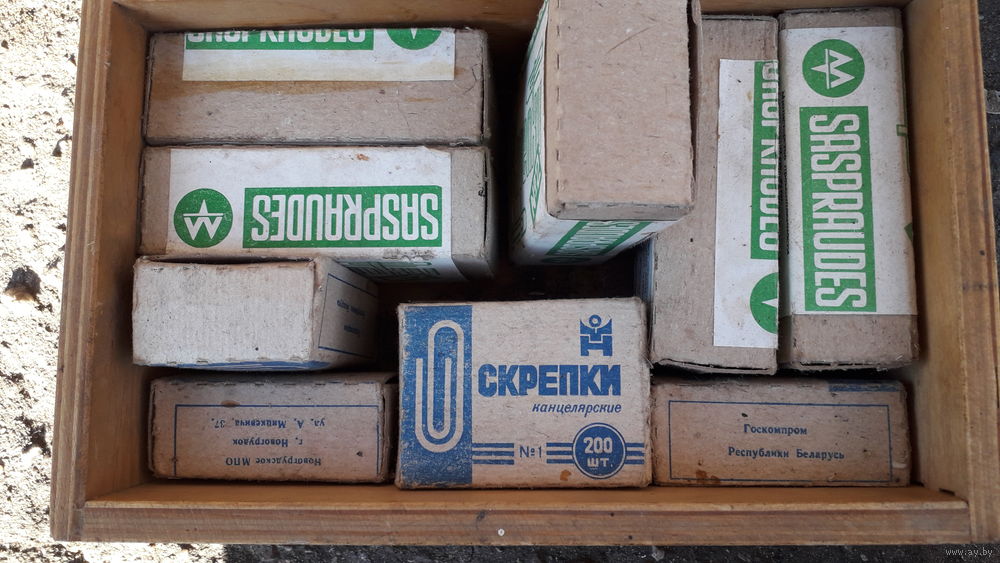 SASPRAUDES
SASPRAUDES
SASPRAUDES
SASPRAUDES
СКРЕПКИ
канцелярские
№1
200
ШТ.
Новогрудское МПО
г. Новогрудок
ул. А. Мицкевича, 37.
Госкомпром
Республики Беларусь
www.ay.by